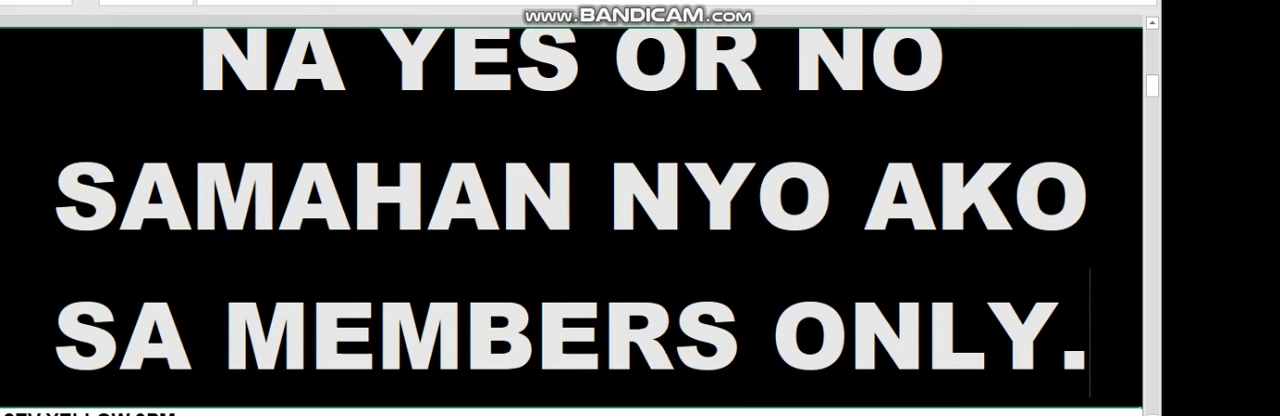 www.BANDICAM.com
NA YES OR NO
SAMAHAN NYO AKO
SA MEMBERS ONLY.